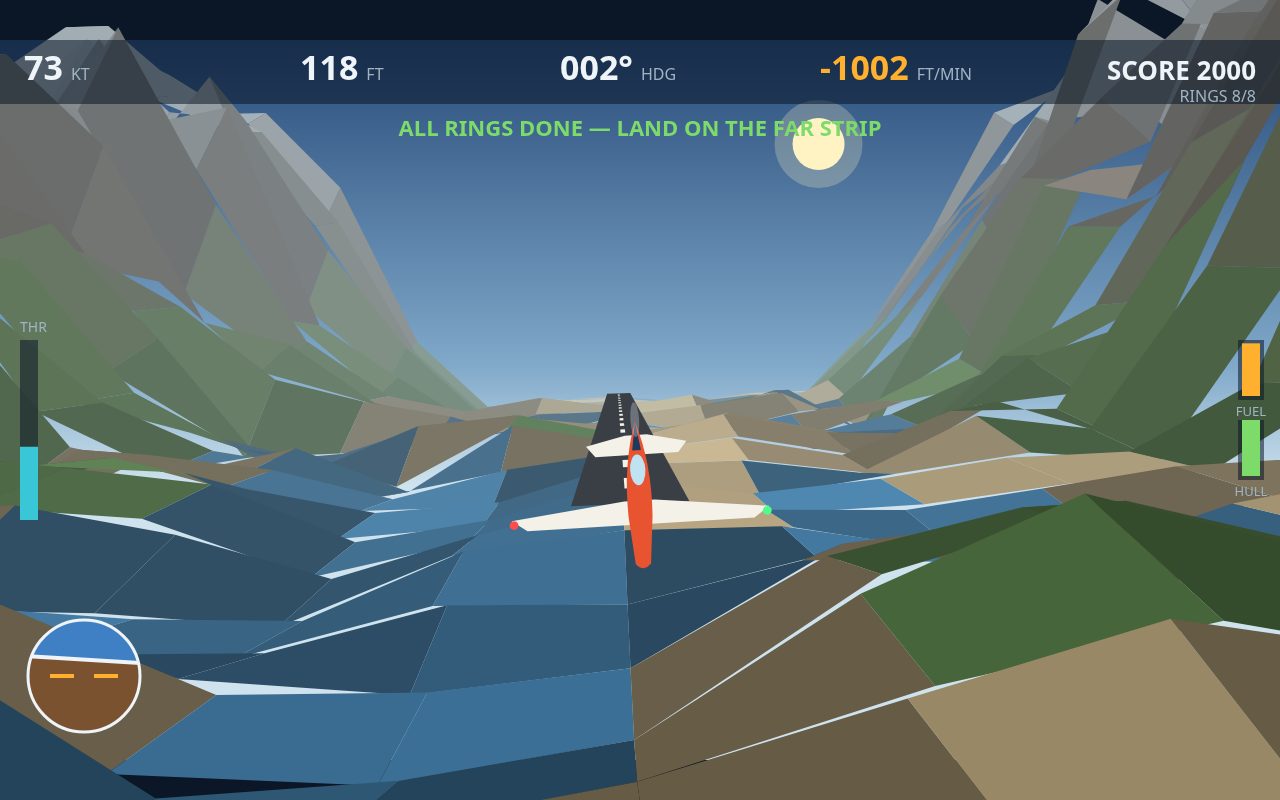 73 KT 118 FT 002° HDG -1002 FT/MIN SCORE 2000
RINGS 8/8
ALL RINGS DONE — LAND ON THE FAR STRIP
THR
FUEL
HULL